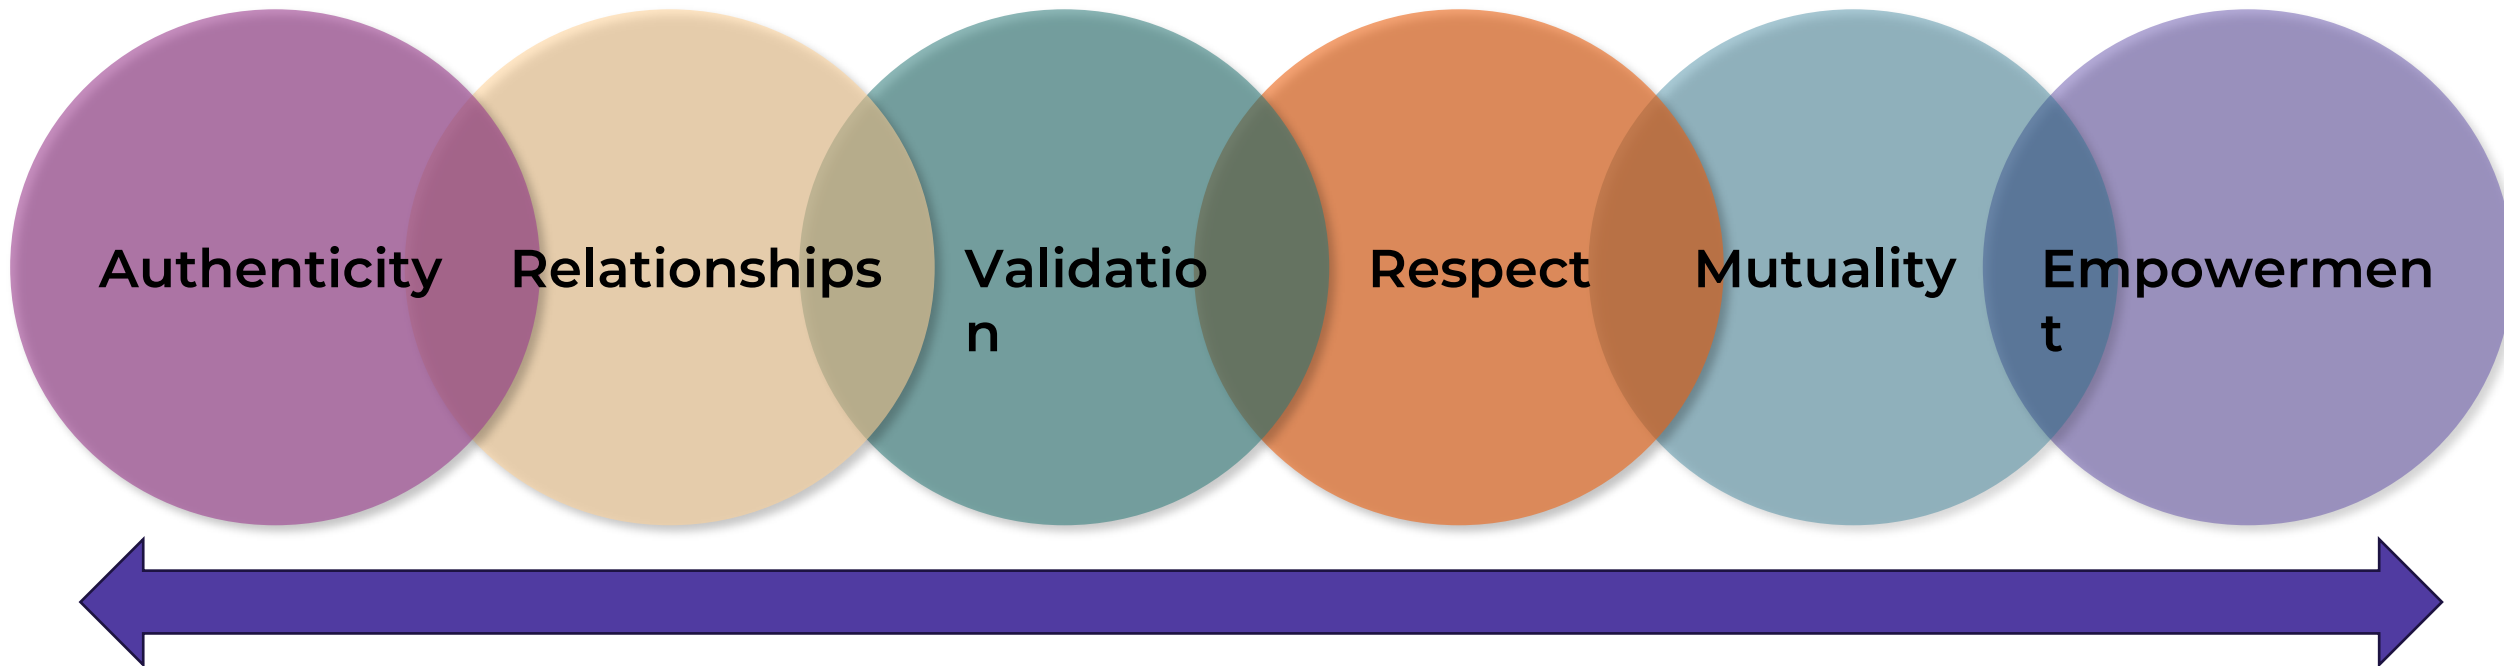 Authenticity
Relationships
Validatio
n
Respect
Mutuality
Empowermen
t